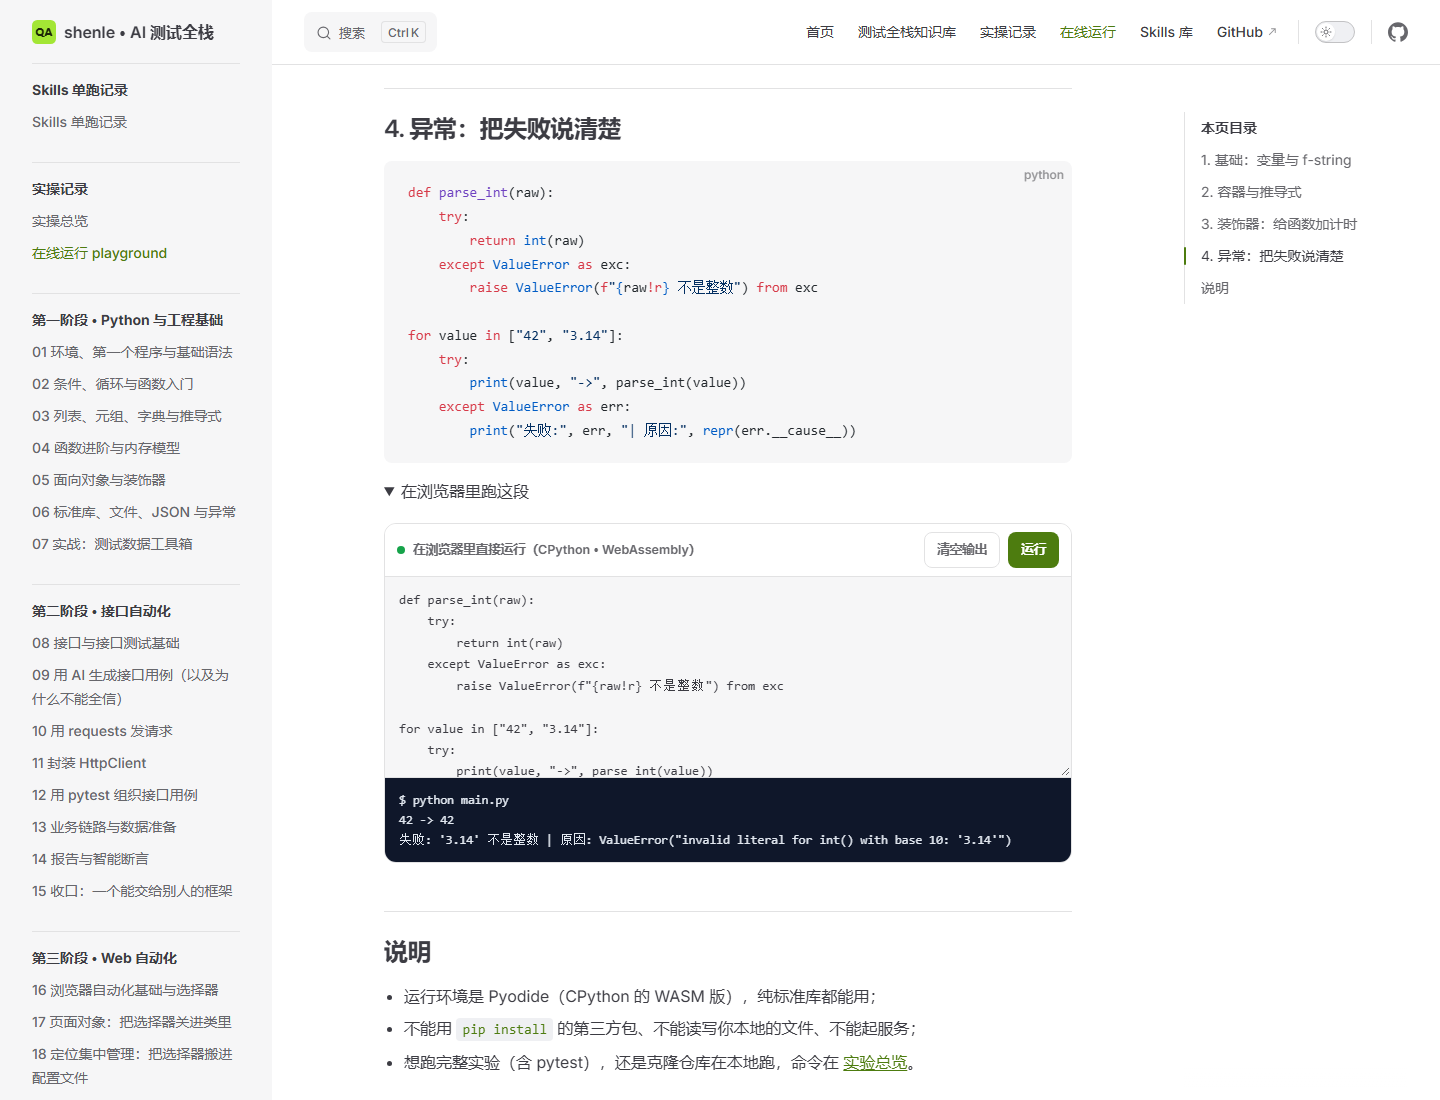 QA shenle • AI 测试全栈
搜索 Ctrl K
首页 测试全栈知识库 实操记录 在线运行 Skills 库 GitHub ↗
Skills 单跑记录
Skills 单跑记录
实操记录
实操总览
在线运行 playground
第一阶段 • Python 与工程基础
01 环境、第一个程序与基础语法
02 条件、循环与函数入门
03 列表、元组、字典与推导式
04 函数进阶与内存模型
05 面向对象与装饰器
06 标准库、文件、JSON 与异常
07 实战：测试数据工具箱
第二阶段 • 接口自动化
08 接口与接口测试基础
09 用 AI 生成接口用例（以及为
什么不能全信）
10 用 requests 发请求
11 封装 HttpClient
12 用 pytest 组织接口用例
13 业务链路与数据准备
14 报告与智能断言
15 收口：一个能交给别人的框架
第三阶段 • Web 自动化
16 浏览器自动化基础与选择器
17 页面对象：把选择器关进类里
18 定位集中管理：把选择器搬进
配置文件
4. 异常：把失败说清楚
python
def parse_int(raw):
    try:
        return int(raw)
    except ValueError as exc:
        raise ValueError(f"{raw!r} 不是整数") from exc
for value in ["42", "3.14"]:
    try:
        print(value, "->", parse_int(value))
    except ValueError as err:
        print("失败:", err, "| 原因:", repr(err.__cause__))
▼ 在浏览器里跑这段
在浏览器里直接运行（CPython • WebAssembly）
清空输出 运行
def parse_int(raw):
    try:
        return int(raw)
    except ValueError as exc:
        raise ValueError(f"{raw!r} 不是整数") from exc
for value in ["42", "3.14"]:
    try:
        print(value, "->", parse_int(value))
$ python main.py
42 -> 42
失败: '3.14' 不是整数 | 原因: ValueError("invalid literal for int() with base 10: '3.14'")
说明
• 运行环境是 Pyodide（CPython 的 WASM 版），纯标准库都能用；
• 不能用 pip install 的第三方包、不能读写你本地的文件、不能起服务；
• 想跑完整实验（含 pytest），还是克隆仓库在本地跑，命令在 实验总览。
本页目录
1. 基础：变量与 f-string
2. 容器与推导式
3. 装饰器：给函数加计时
4. 异常：把失败说清楚
说明